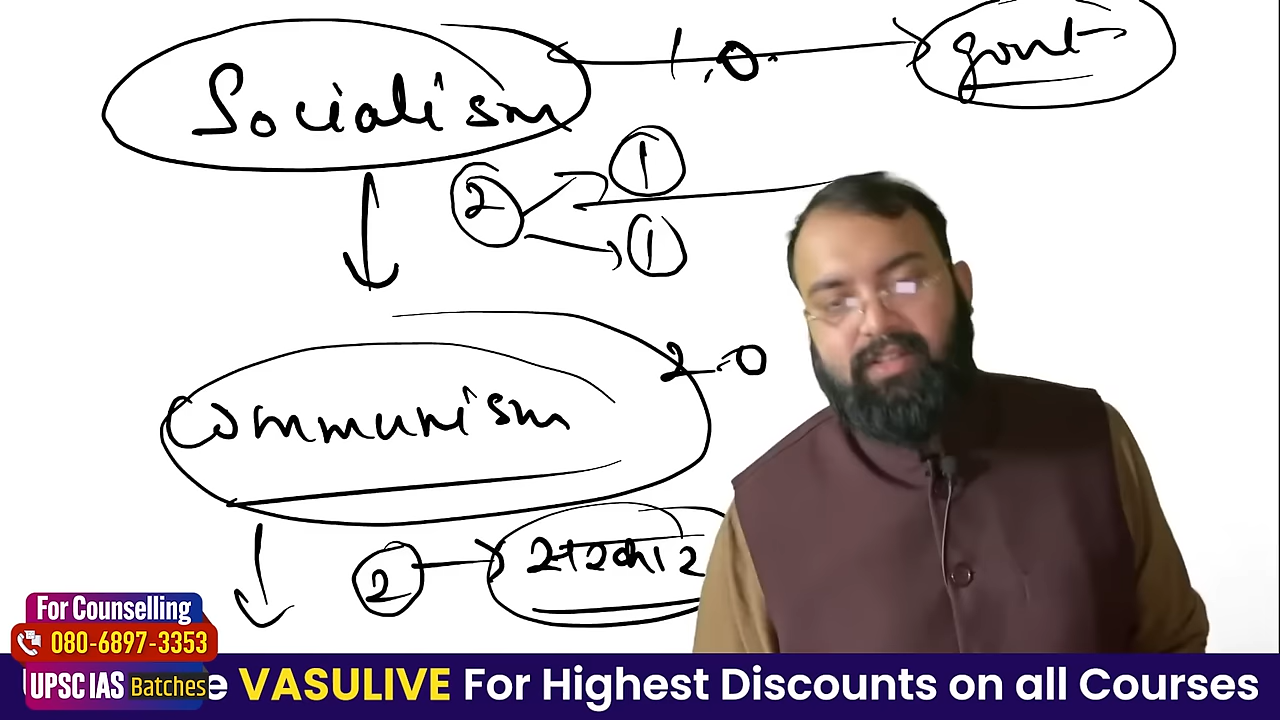 Socialism
1.0.
govt
2
1
1
Communism
2.0
2
For Counselling
080-6897-3353
UPSC IAS Batches
e VASULIVE For Highest Discounts on all Courses